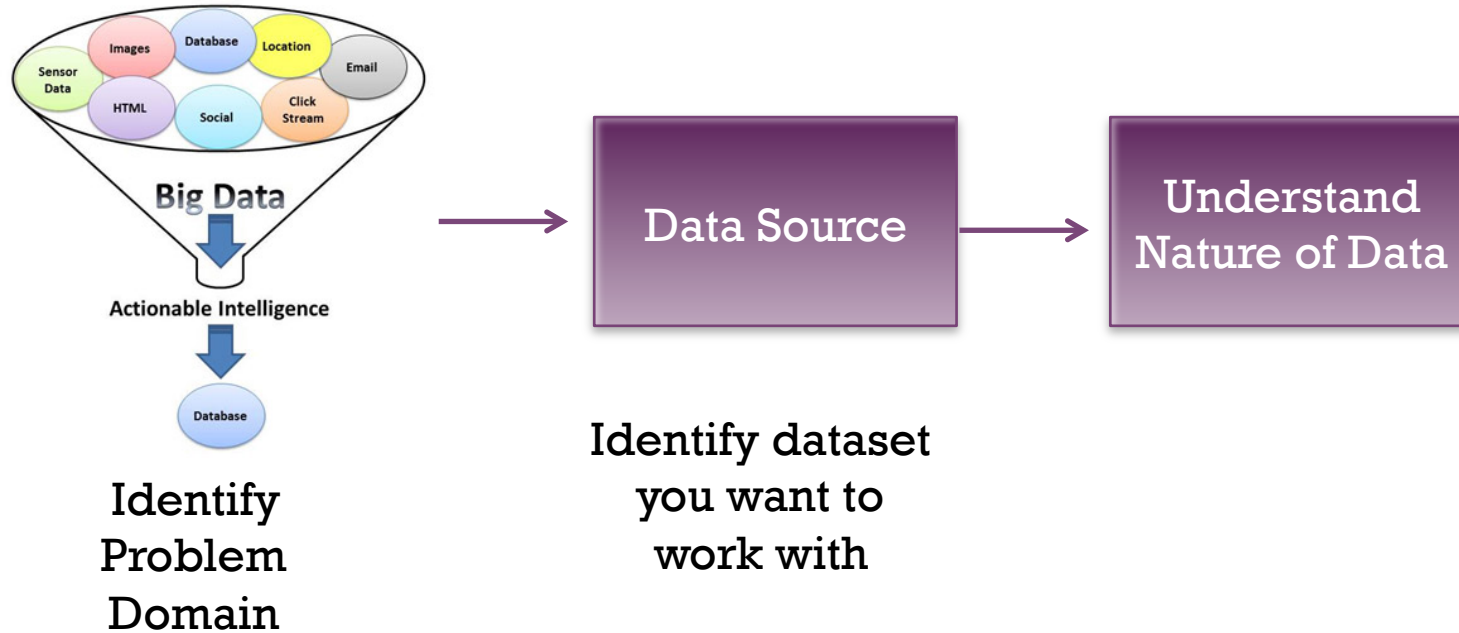 Images
Database
Location
Email
Sensor
Data
HTML
Social
Click
Stream
Big Data
Actionable Intelligence
Database
Identify
Problem
Domain
Data Source
Identify dataset
you want to
work with
Understand
Nature of Data